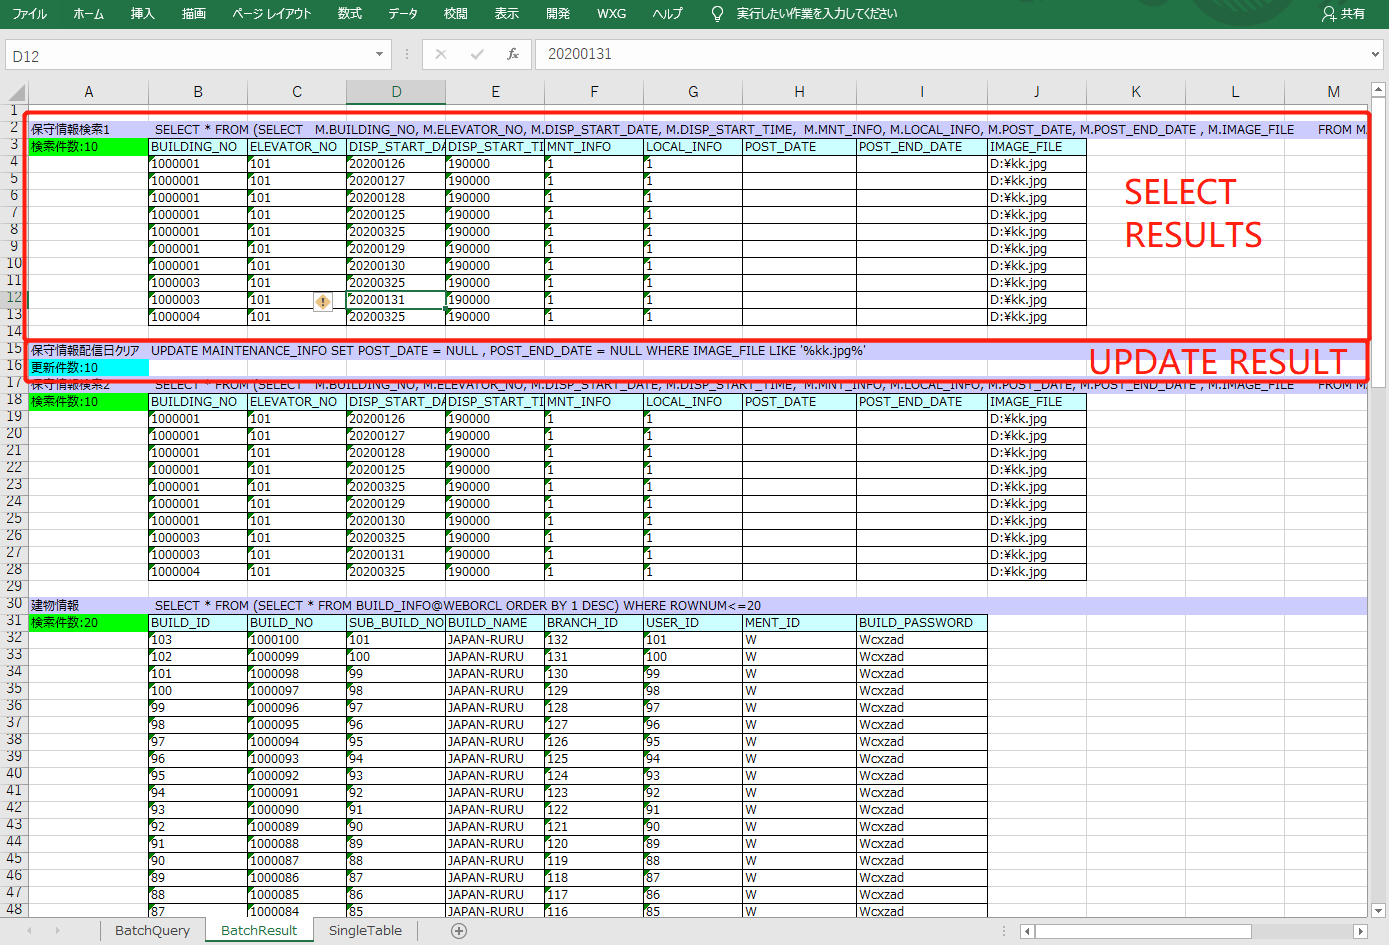 ファイル ホーム 挿入 描画 ページ レイアウト 数式 データ 校閲 表示 開発 WXG ヘルプ 実行したい作業を入力してください 共有
D12 fx 20200131
A B C D E F G H I J K L M
1
2 保守情報検索1 SELECT * FROM (SELECT M.BUILDING_NO, M.ELEVATOR_NO, M.DISP_START_DATE, M.DISP_START_TIME, M.MNT_INFO, M.LOCAL_INFO, M.POST_DATE, M.POST_END_DATE , M.IMAGE_FILE FROM M
3 検索件数:10 BUILDING_NO ELEVATOR_NO DISP_START_DA DISP_START_TI MNT_INFO LOCAL_INFO POST_DATE POST_END_DATE IMAGE_FILE
4 1000001 101 20200126 190000 1 1 D:¥kk.jpg
5 1000001 101 20200127 190000 1 1 D:¥kk.jpg
6 1000001 101 20200128 190000 1 1 D:¥kk.jpg
7 1000001 101 20200125 190000 1 1 D:¥kk.jpg
8 1000001 101 20200325 190000 1 1 D:¥kk.jpg
9 1000001 101 20200129 190000 1 1 D:¥kk.jpg
10 1000001 101 20200130 190000 1 1 D:¥kk.jpg
11 1000003 101 20200325 190000 1 1 D:¥kk.jpg
12 1000003 101 20200131 190000 1 1 D:¥kk.jpg
13 1000004 101 20200325 190000 1 1 D:¥kk.jpg
SELECT
RESULTS
14
15 保守情報配信日クリア UPDATE MAINTENANCE_INFO SET POST_DATE = NULL , POST_END_DATE = NULL WHERE IMAGE_FILE LIKE '%kk.jpg%'
16 更新件数:10
UPDATE RESULT
17 保守情報検索2 SELECT * FROM (SELECT M.BUILDING_NO, M.ELEVATOR_NO, M.DISP_START_DATE, M.DISP_START_TIME, M.MNT_INFO, M.LOCAL_INFO, M.POST_DATE, M.POST_END_DATE , M.IMAGE_FILE FROM M
18 検索件数:10 BUILDING_NO ELEVATOR_NO DISP_START_DA DISP_START_TI MNT_INFO LOCAL_INFO POST_DATE POST_END_DATE IMAGE_FILE
19 1000001 101 20200126 190000 1 1 D:¥kk.jpg
20 1000001 101 20200127 190000 1 1 D:¥kk.jpg
21 1000001 101 20200128 190000 1 1 D:¥kk.jpg
22 1000001 101 20200125 190000 1 1 D:¥kk.jpg
23 1000001 101 20200325 190000 1 1 D:¥kk.jpg
24 1000001 101 20200129 190000 1 1 D:¥kk.jpg
25 1000001 101 20200130 190000 1 1 D:¥kk.jpg
26 1000003 101 20200325 190000 1 1 D:¥kk.jpg
27 1000003 101 20200131 190000 1 1 D:¥kk.jpg
28 1000004 101 20200325 190000 1 1 D:¥kk.jpg
29
30 建物情報 SELECT * FROM (SELECT * FROM BUILD_INFO@WEBORCL ORDER BY 1 DESC) WHERE ROWNUM<=20
31 検索件数:20 BUILD_ID BUILD_NO SUB_BUILD_NO BUILD_NAME BRANCH_ID USER_ID MENT_ID BUILD_PASSWORD
32 103 1000100 101 JAPAN-RURU 132 101 W Wcxzad
33 102 1000099 100 JAPAN-RURU 131 100 W Wcxzad
34 101 1000098 99 JAPAN-RURU 130 99 W Wcxzad
35 100 1000097 98 JAPAN-RURU 129 98 W Wcxzad
36 99 1000096 97 JAPAN-RURU 128 97 W Wcxzad
37 98 1000095 96 JAPAN-RURU 127 96 W Wcxzad
38 97 1000094 95 JAPAN-RURU 126 95 W Wcxzad
39 96 1000093 94 JAPAN-RURU 125 94 W Wcxzad
40 95 1000092 93 JAPAN-RURU 124 93 W Wcxzad
41 94 1000091 92 JAPAN-RURU 123 92 W Wcxzad
42 93 1000090 91 JAPAN-RURU 122 91 W Wcxzad
43 92 1000089 90 JAPAN-RURU 121 90 W Wcxzad
44 91 1000088 89 JAPAN-RURU 120 89 W Wcxzad
45 90 1000087 88 JAPAN-RURU 119 88 W Wcxzad
46 89 1000086 87 JAPAN-RURU 118 87 W Wcxzad
47 88 1000085 86 JAPAN-RURU 117 86 W Wcxzad
48 87 1000084 85 JAPAN-RURU 116 85 W Wcxzad
BatchQuery BatchResult SingleTable